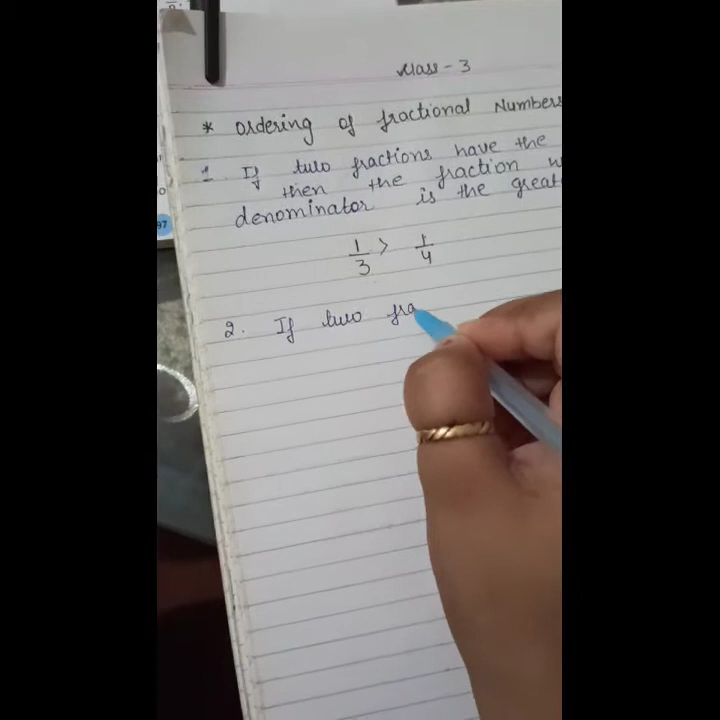 Class - 3
* Ordering of fractional Numbers
1. If two fractions have the
then the fraction
denominator is the great
1/3 > 1/4
2. If two fra
97